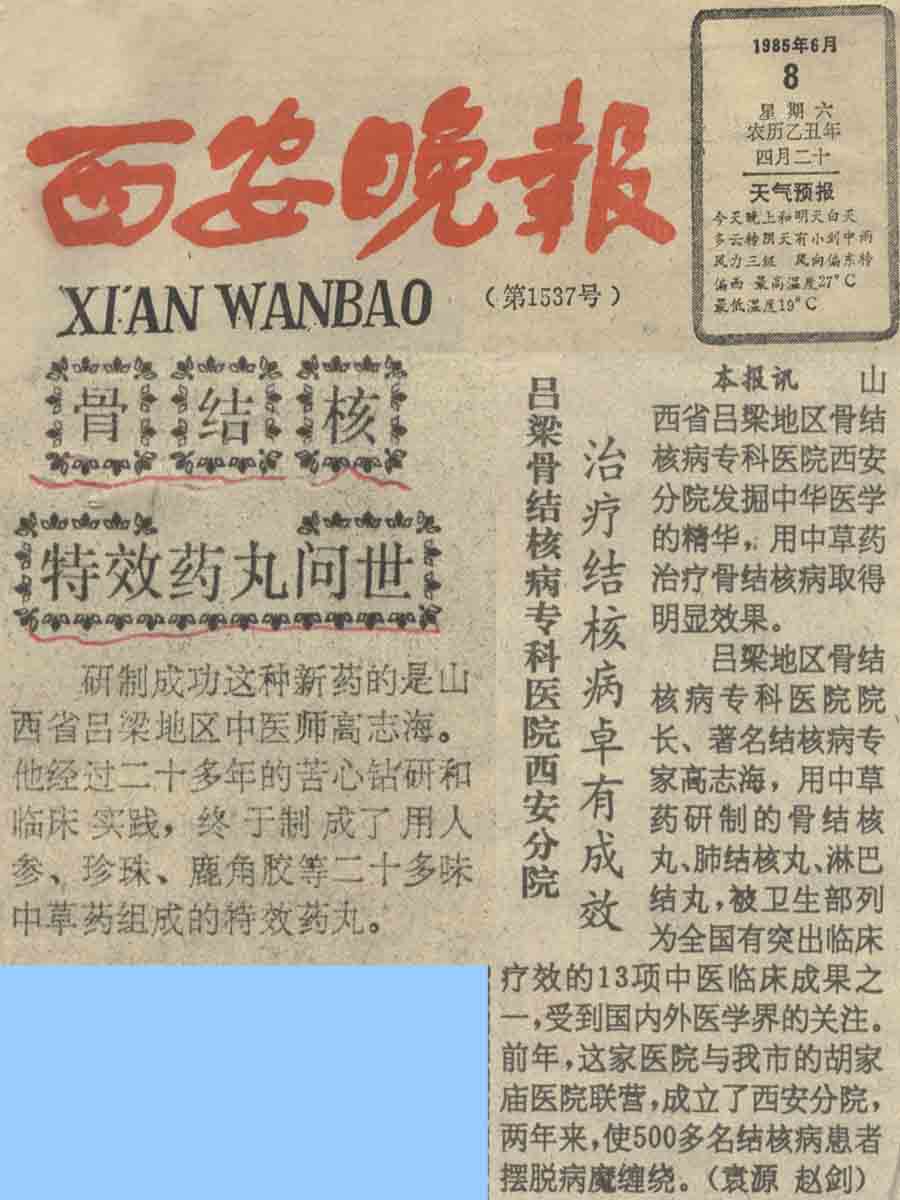 西安晚報
XI'AN WANBAO
（第1537号）
1985年6月
8
星期六
农历乙丑年
四月二十
天气预报
今天晚上和明天白天
多云转阴天有小到中雨
风力三级 风向偏东转
偏西 最高温度27°C
最低温度19°C
骨结核
特效药丸问世
研制成功这种新药的是山
西省吕梁地区中医师高志海。
他经过二十多年的苦心钻研和
临床实践，终于制成了用人
参、珍珠、鹿角胶等二十多味
中草药组成的特效药丸。
吕梁骨结核病专科医院西安分院
治疗结核病卓有成效
本报讯 山
西省吕梁地区骨结
核病专科医院西安
分院发掘中华医学
的精华，用中草药
治疗骨结核病取得
明显效果。
吕梁地区骨结
核病专科医院院
长、著名结核病专
家高志海，用中草
药研制的骨结核
丸、肺结核丸、淋巴
结丸，被卫生部列
为全国有突出临床
疗效的13项中医临床成果之
一，受到国内外医学界的关注。
前年，这家医院与我市的胡家
庙医院联营，成立了西安分院，
两年来，使500多名结核病患者
摆脱病魔缠绕。（袁源 赵剑）